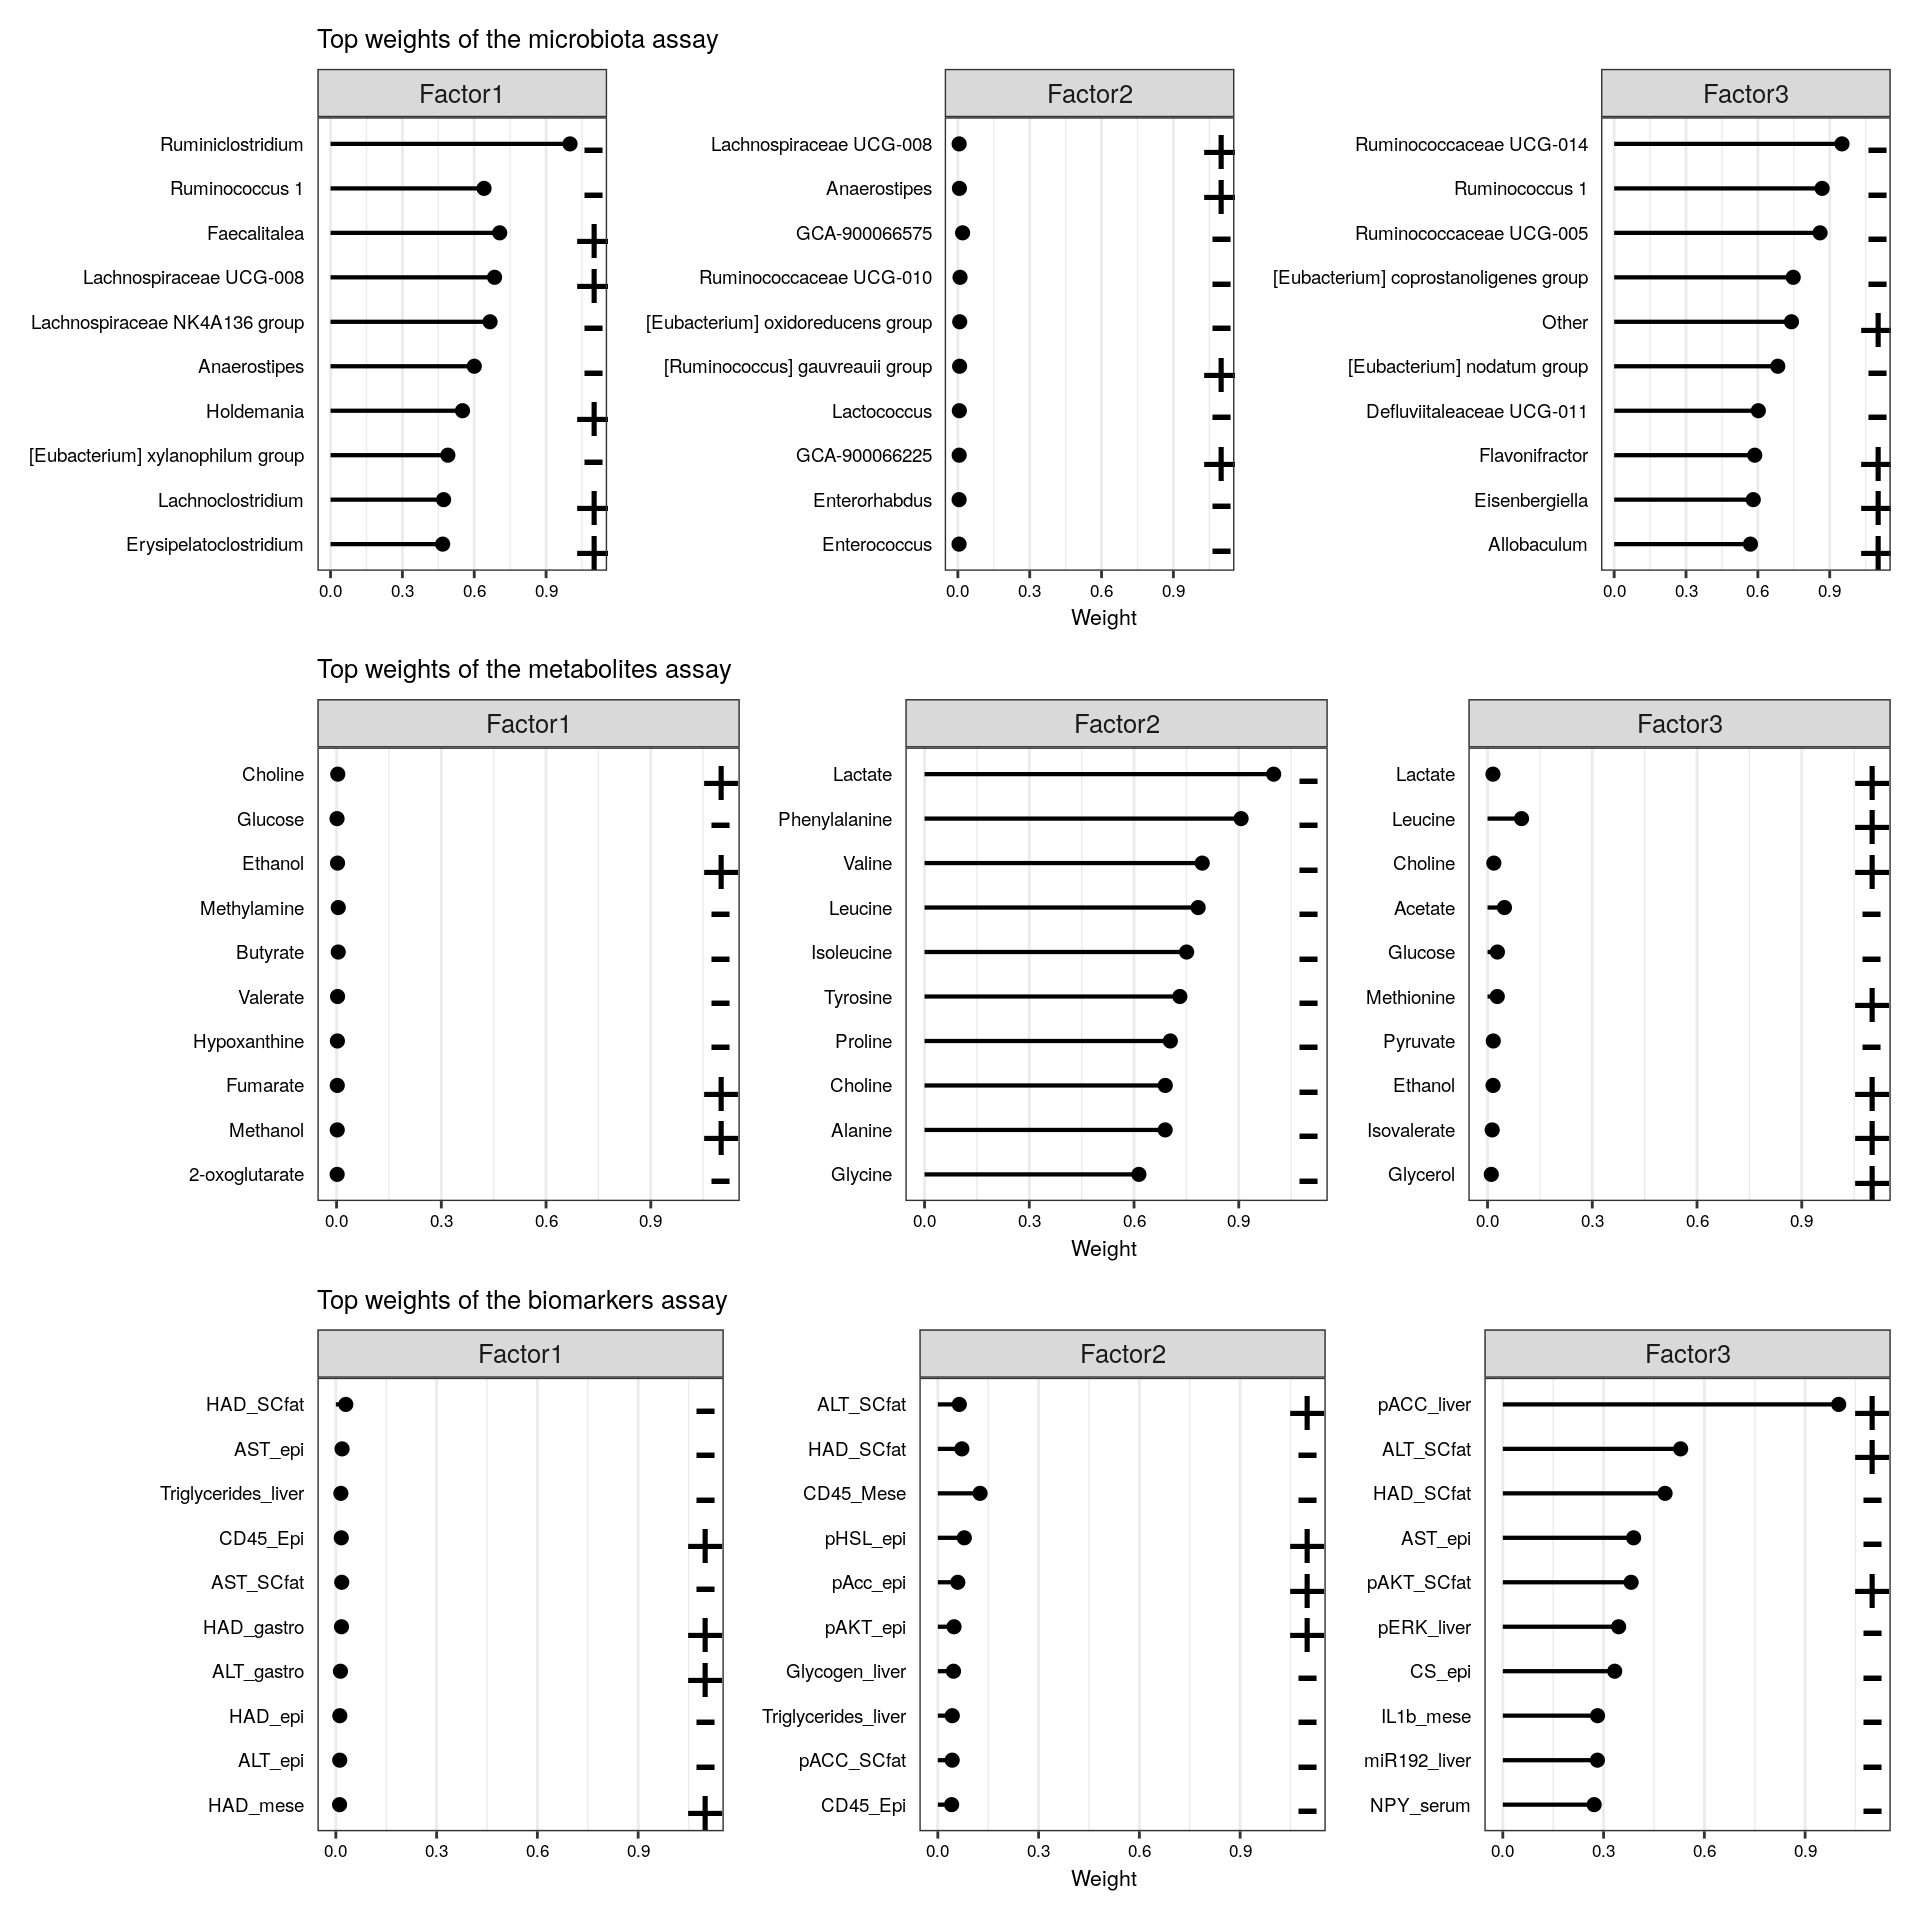 Top weights of the microbiota assay
Factor1
Ruminiclostridium −
Ruminococcus 1 −
Faecalitalea +
Lachnospiraceae UCG-008 +
Lachnospiraceae NK4A136 group −
Anaerostipes −
Holdemania +
[Eubacterium] xylanophilum group −
Lachnoclostridium +
Erysipelatoclostridium +
0.0 0.3 0.6 0.9
Factor2
Lachnospiraceae UCG-008 +
Anaerostipes +
GCA-900066575 −
Ruminococcaceae UCG-010 −
[Eubacterium] oxidoreducens group −
[Ruminococcus] gauvreauii group +
Lactococcus −
GCA-900066225 +
Enterorhabdus −
Enterococcus −
0.0 0.3 0.6 0.9
Factor3
Ruminococcaceae UCG-014 −
Ruminococcus 1 −
Ruminococcaceae UCG-005 −
[Eubacterium] coprostanoligenes group −
Other +
[Eubacterium] nodatum group −
Defluviitaleaceae UCG-011 −
Flavonifractor +
Eisenbergiella +
Allobaculum +
0.0 0.3 0.6 0.9
Weight
Top weights of the metabolites assay
Factor1
Choline +
Glucose −
Ethanol +
Methylamine −
Butyrate −
Valerate −
Hypoxanthine −
Fumarate +
Methanol +
2-oxoglutarate −
0.0 0.3 0.6 0.9
Factor2
Lactate −
Phenylalanine −
Valine −
Leucine −
Isoleucine −
Tyrosine −
Proline −
Choline −
Alanine −
Glycine −
0.0 0.3 0.6 0.9
Factor3
Lactate +
Leucine +
Choline +
Acetate −
Glucose −
Methionine +
Pyruvate −
Ethanol +
Isovalerate +
Glycerol +
0.0 0.3 0.6 0.9
Weight
Top weights of the biomarkers assay
Factor1
HAD_SCfat −
AST_epi −
Triglycerides_liver −
CD45_Epi +
AST_SCfat −
HAD_gastro +
ALT_gastro +
HAD_epi −
ALT_epi −
HAD_mese +
0.0 0.3 0.6 0.9
Factor2
ALT_SCfat +
HAD_SCfat −
CD45_Mese −
pHSL_epi +
pAcc_epi +
pAKT_epi +
Glycogen_liver −
Triglycerides_liver −
pACC_SCfat −
CD45_Epi −
0.0 0.3 0.6 0.9
Factor3
pACC_liver +
ALT_SCfat +
HAD_SCfat −
AST_epi −
pAKT_SCfat +
pERK_liver −
CS_epi −
IL1b_mese −
miR192_liver −
NPY_serum −
0.0 0.3 0.6 0.9
Weight